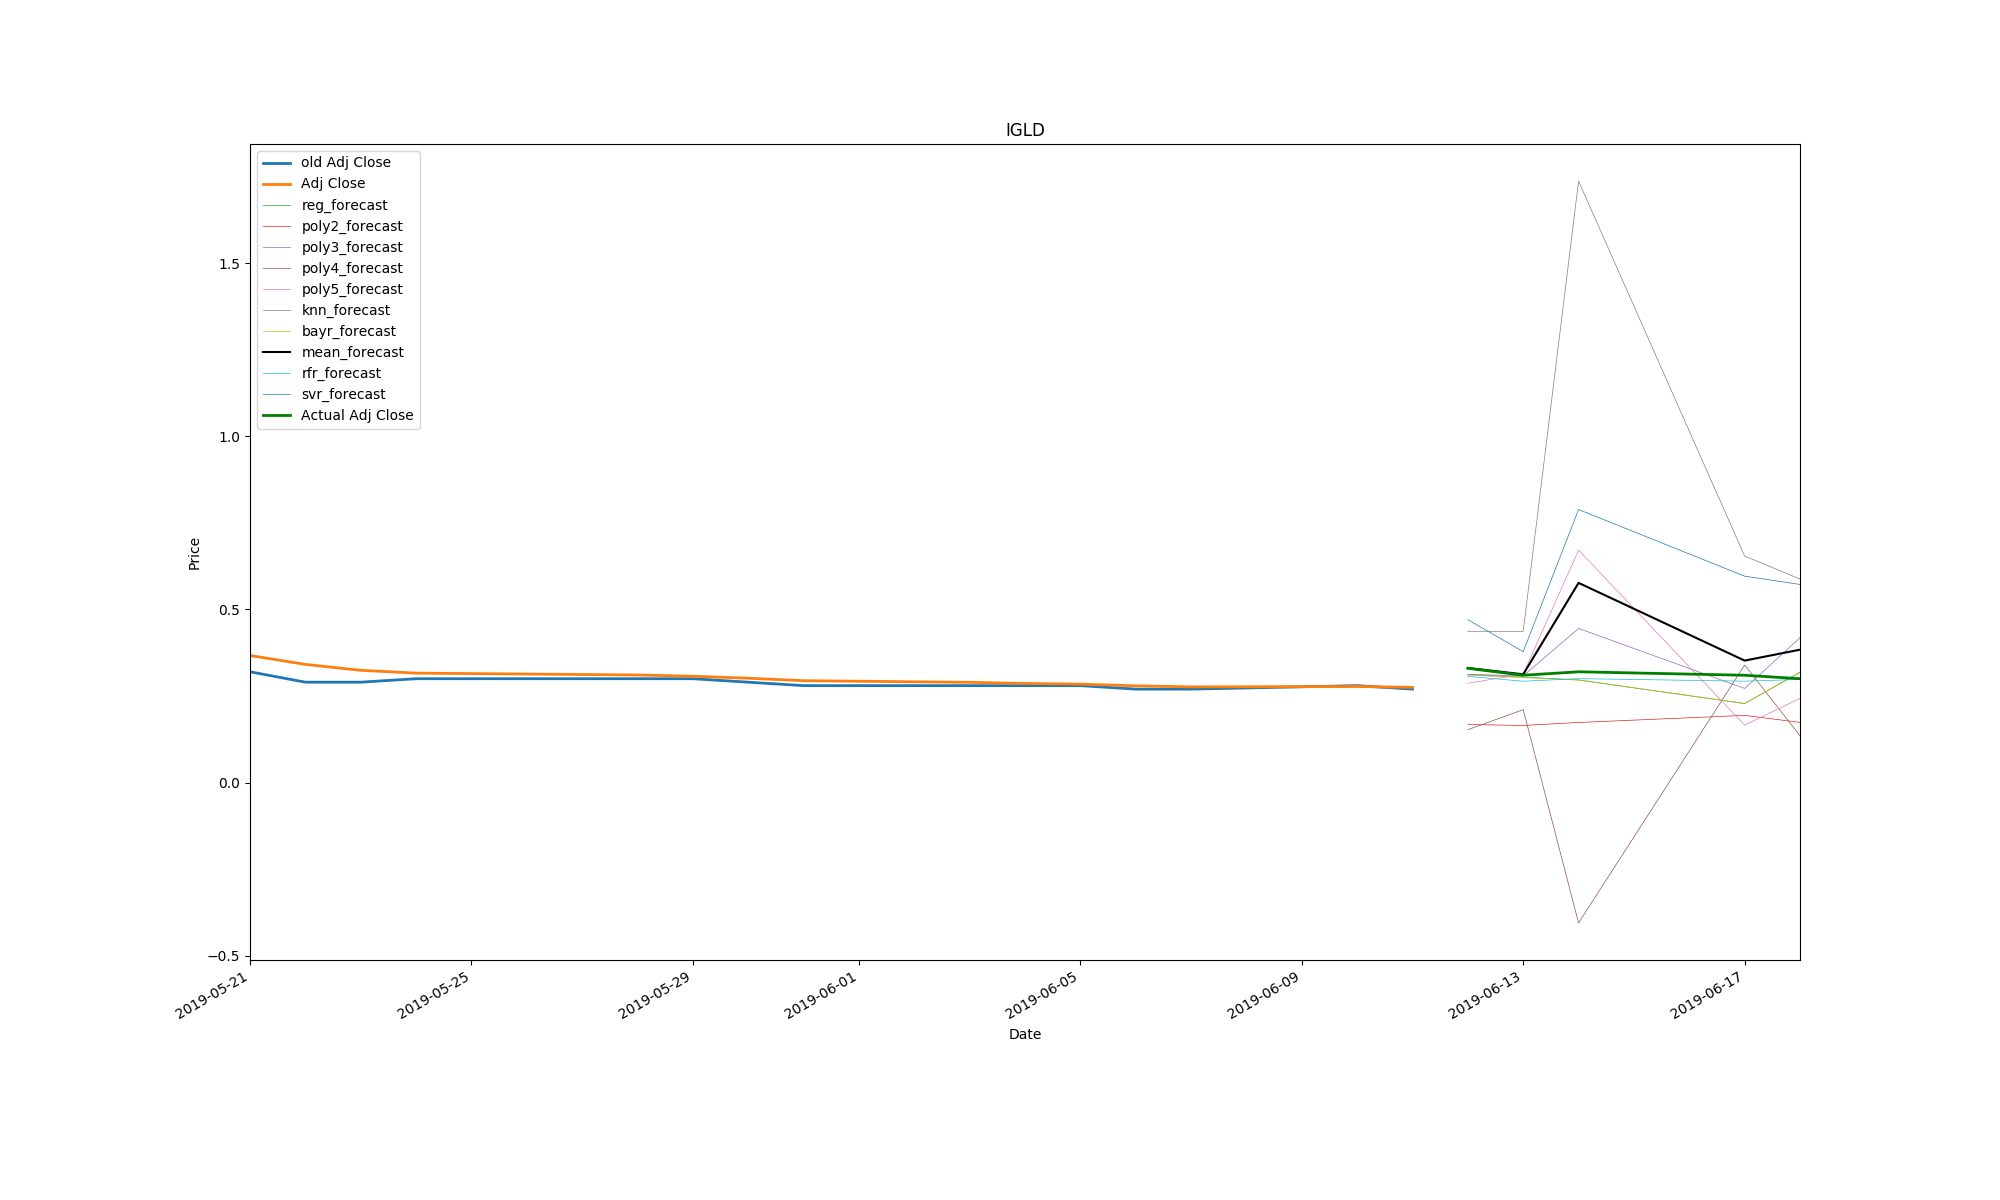 IGLD
old Adj Close
Adj Close
reg_forecast
poly2_forecast
poly3_forecast
poly4_forecast
poly5_forecast
knn_forecast
bayr_forecast
mean_forecast
rfr_forecast
svr_forecast
Actual Adj Close
1.5
1.0
0.5
0.0
−0.5
Price
2019-05-21
2019-05-25
2019-05-29
2019-06-01
2019-06-05
2019-06-09
2019-06-13
2019-06-17
Date